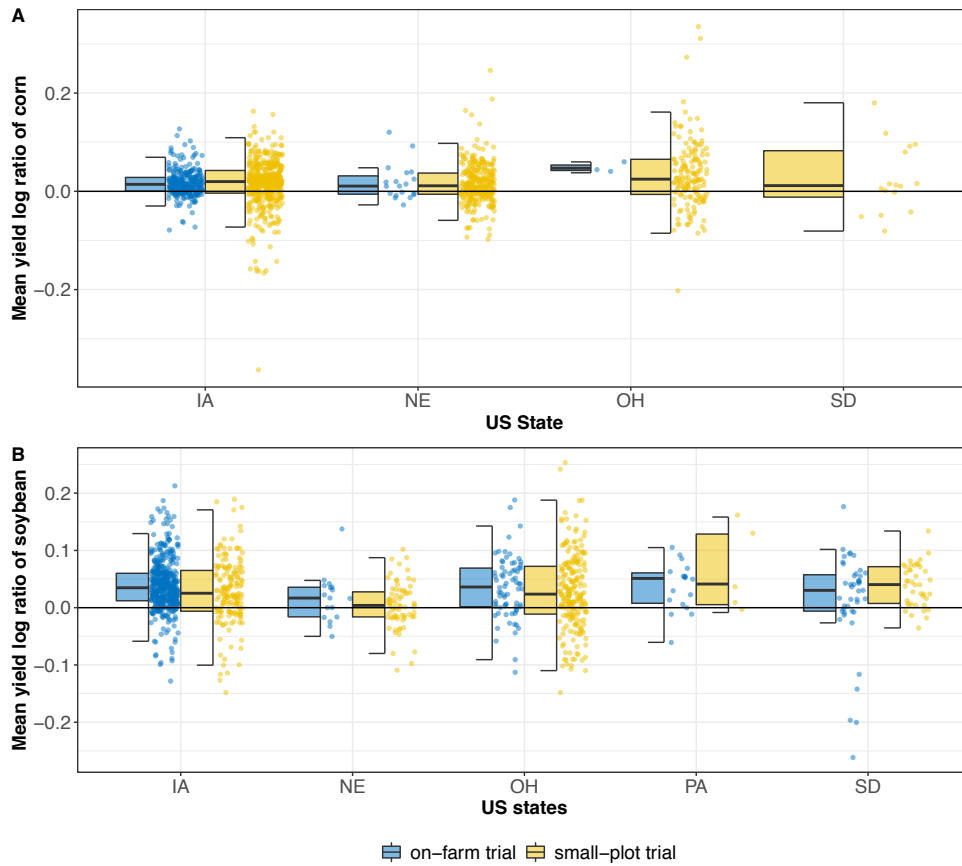 A
Mean yield log ratio of corn
0.2
0.0
−0.2
IA NE OH SD
US State
B
Mean yield log ratio of soybean
0.2
0.1
0.0
−0.1
−0.2
IA NE OH PA SD
US states
on−farm trial small−plot trial